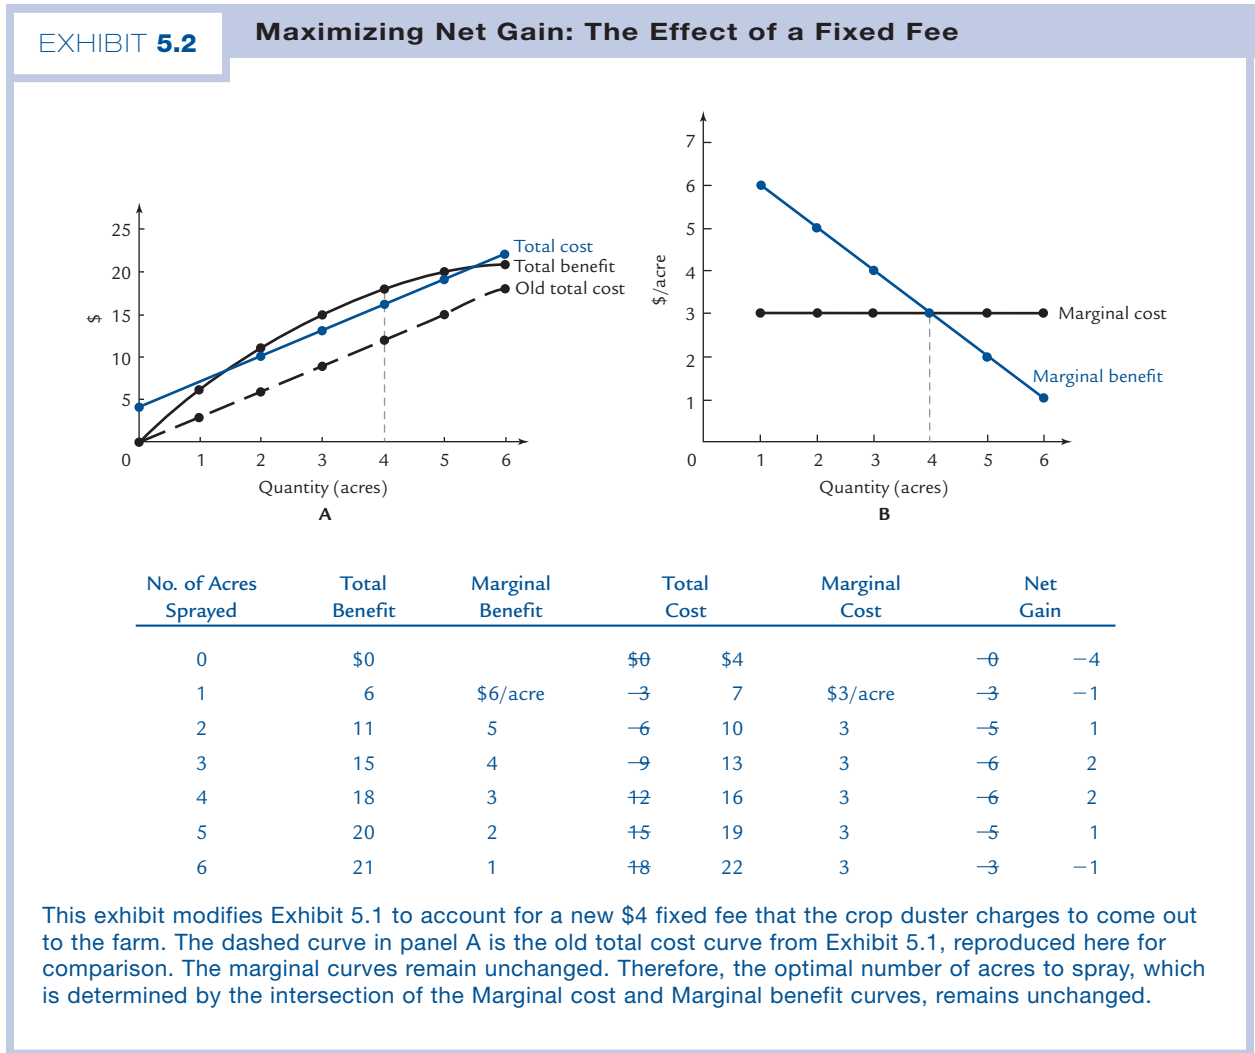 EXHIBIT 5.2
Maximizing Net Gain: The Effect of a Fixed Fee
25
20
15
10
5
0
$
1 2 3 4 5 6
Quantity (acres)
A
Total cost
Total benefit
Old total cost
7
6
5
4
3
2
1
0
$/acre
1 2 3 4 5 6
Quantity (acres)
B
Marginal cost
Marginal benefit
No. of Acres Total Marginal Total Marginal Net
Sprayed Benefit Benefit Cost Cost Gain
0 $0 $0 $4 0 −4
1 6 $6/acre 3 7 $3/acre 3 −1
2 11 5 6 10 3 5 1
3 15 4 9 13 3 6 2
4 18 3 12 16 3 6 2
5 20 2 15 19 3 5 1
6 21 1 18 22 3 3 −1
This exhibit modifies Exhibit 5.1 to account for a new $4 fixed fee that the crop duster charges to come out
to the farm. The dashed curve in panel A is the old total cost curve from Exhibit 5.1, reproduced here for
comparison. The marginal curves remain unchanged. Therefore, the optimal number of acres to spray, which
is determined by the intersection of the Marginal cost and Marginal benefit curves, remains unchanged.